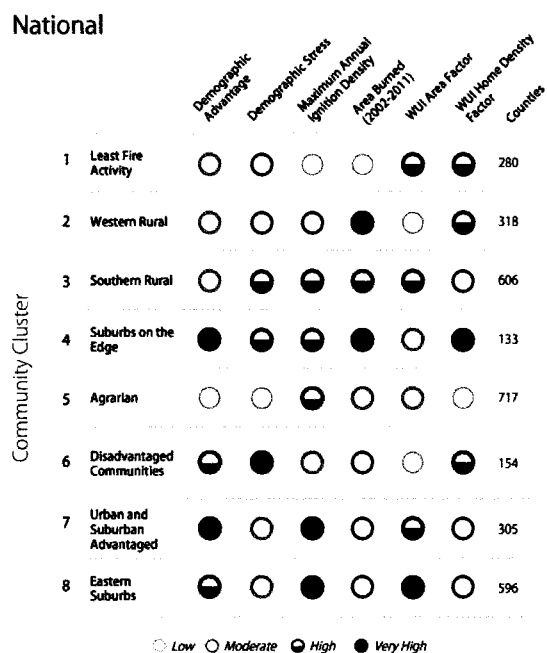 National
Demographic
Advantage
Demographic Stress
Maximum Annual
Ignition Density
Area Burned
(2002-2011)
WUI Area Factor
WUI Home Density
Factor
Counties
Community Cluster
1 Least Fire
Activity 280
2 Western Rural 318
3 Southern Rural 606
4 Suburbs on the
Edge 133
5 Agrarian 717
6 Disadvantaged
Communities 154
7 Urban and
Suburban
Advantaged 305
8 Eastern
Suburbs 596
Low Moderate High Very High